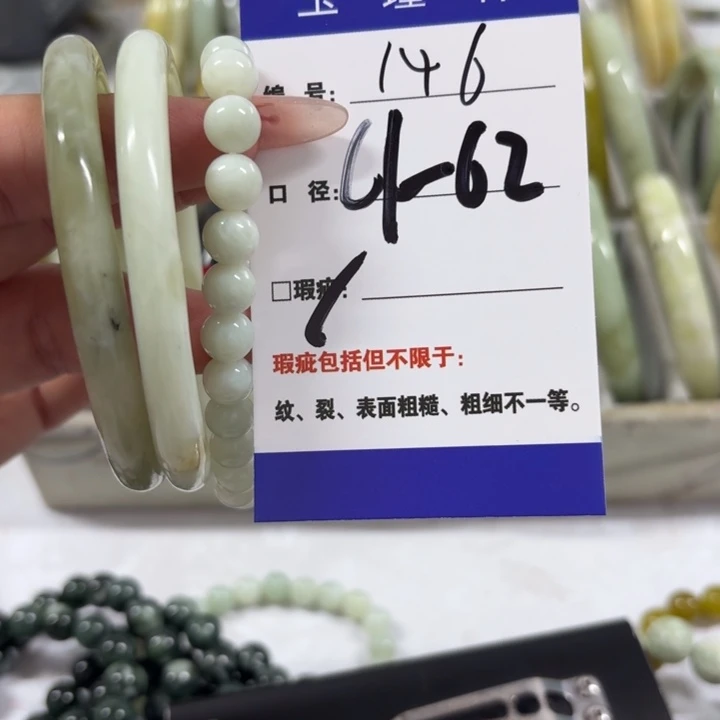 编 号: 146
口 径: 4-62
□瑕疵:
瑕疵包括但不限于:
纹、裂、表面粗糙、粗细不一等。